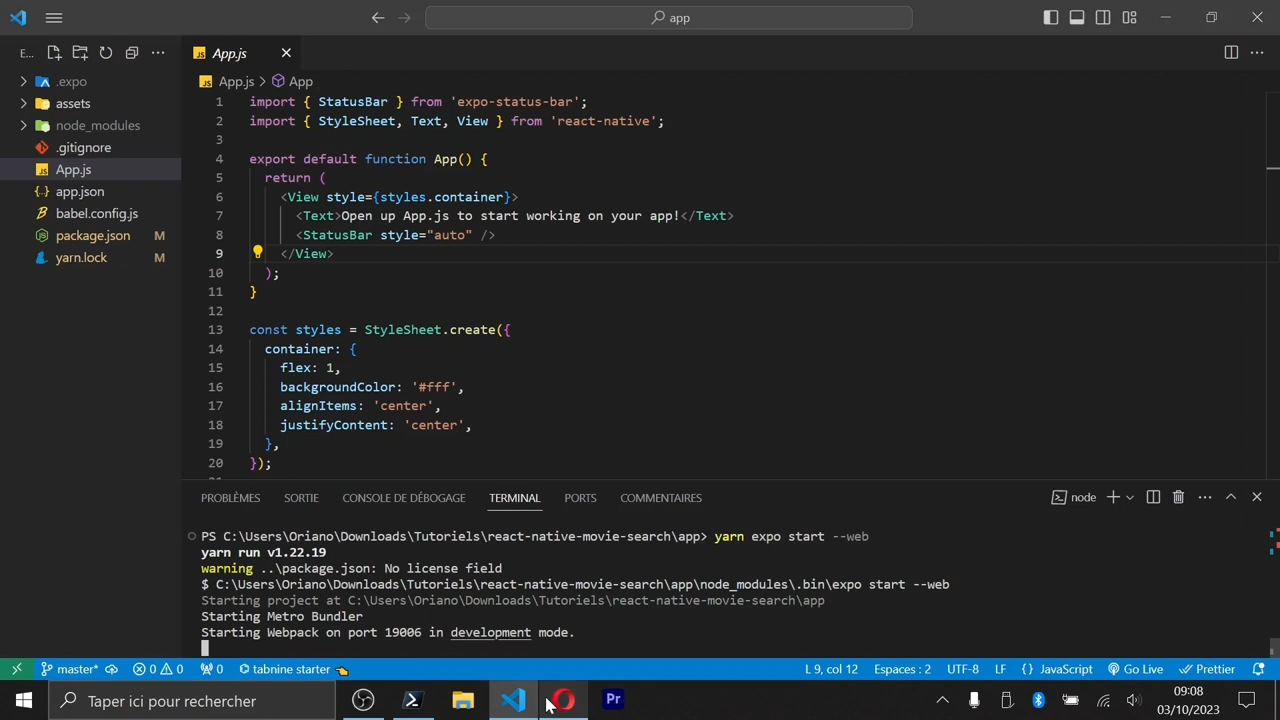 app
E...
App.js
.expo
assets
node_modules
.gitignore
App.js
app.json
babel.config.js
package.json M
yarn.lock M
App.js > App
1 import { StatusBar } from 'expo-status-bar';
2 import { StyleSheet, Text, View } from 'react-native';
3
4 export default function App() {
5 return (
6 <View style={styles.container}>
7 <Text>Open up App.js to start working on your app!</Text>
8 <StatusBar style="auto" />
9 </View>
10 );
11 }
12
13 const styles = StyleSheet.create({
14 container: {
15 flex: 1,
16 backgroundColor: '#fff',
17 alignItems: 'center',
18 justifyContent: 'center',
19 },
20 });
PROBLÈMES SORTIE CONSOLE DE DÉBOGAGE TERMINAL PORTS COMMENTAIRES node
PS C:\Users\Oriano\Downloads\Tutoriels\react-native-movie-search\app> yarn expo start --web
yarn run v1.22.19
warning ..\package.json: No license field
$ C:\Users\Oriano\Downloads\Tutoriels\react-native-movie-search\app\node_modules\.bin\expo start --web
Starting project at C:\Users\Oriano\Downloads\Tutoriels\react-native-movie-search\app
Starting Metro Bundler
Starting Webpack on port 19006 in development mode.
master* 0 0 0 tabnine starter L 9, col 12 Espaces : 2 UTF-8 LF {} JavaScript Go Live Prettier
Taper ici pour rechercher
Pr
09:08
03/10/2023